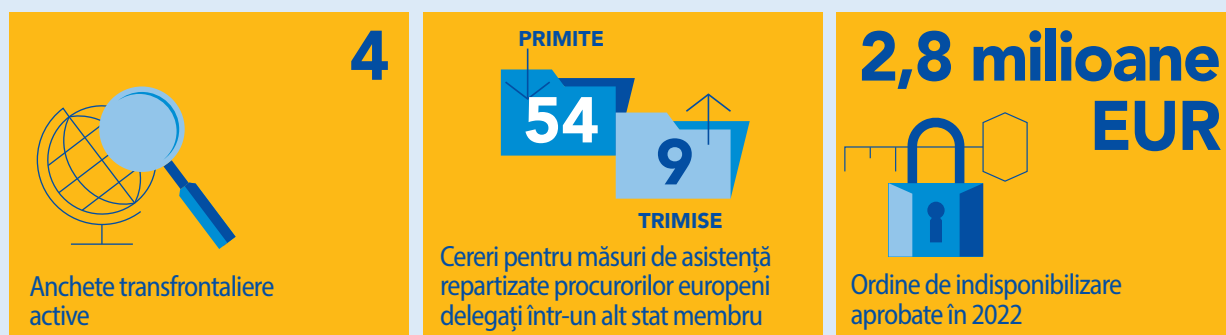 4
Anchete transfrontaliere
active
PRIMITE
54
9
TRIMISE
Cereri pentru măsuri de asistență
repartizate procurorilor europeni
delegați într-un alt stat membru
2,8 milioane
EUR
Ordine de indisponibilizare
aprobate în 2022